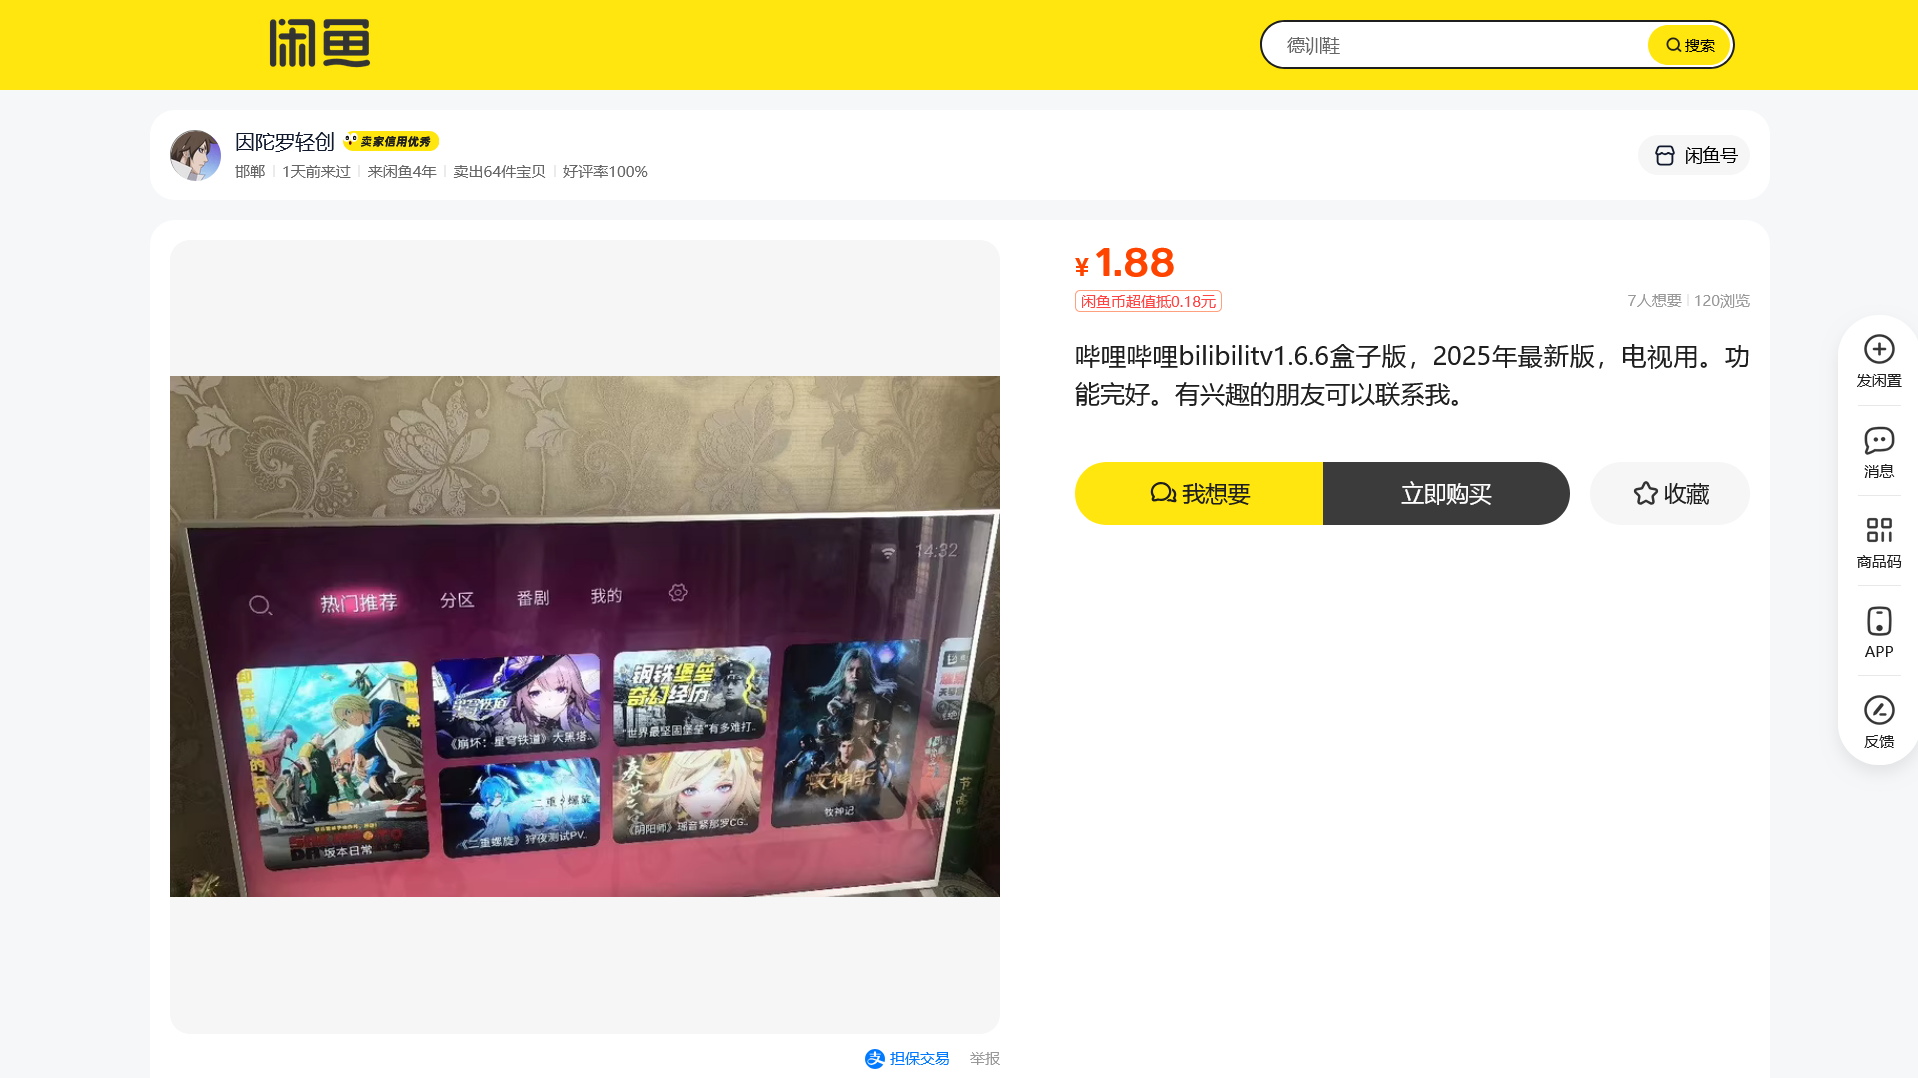 闲鱼
德训鞋
搜索
因陀罗轻创
卖家信用优秀
邯郸
1天前来过
来闲鱼4年
卖出64件宝贝
好评率100%
闲鱼号
¥1.88
闲鱼币超值抵0.18元
7人想要
120浏览
哔哩哔哩bilibilitv1.6.6盒子版，2025年最新版，电视用。功
能完好。有兴趣的朋友可以联系我。
我想要
立即购买
收藏
发闲置
消息
商品码
APP
反馈
14:32
热门推荐
分区
番剧
我的
坂本日常
《崩坏：星穹铁道》大黑塔..
钢铁堡垒
奇幻经历
"世界最坚固堡垒"有多难打..
二重螺旋
《二重螺旋》狩夜测试PV..
《阴阳师》瑶音紧那罗CG..
牧神记
牧神记
担保交易
举报